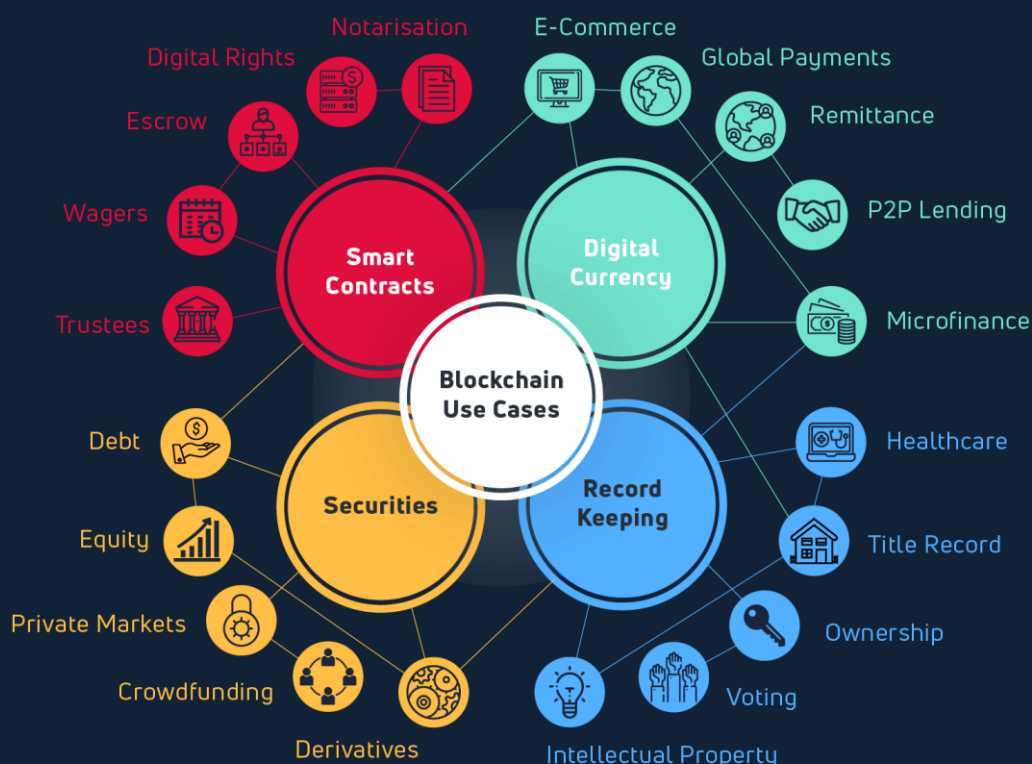 Notarisation
E-Commerce
Digital Rights
Global Payments
Escrow
Remittance
Wagers
P2P Lending
Smart
Contracts
Digital
Currency
Trustees
Microfinance
Blockchain
Use Cases
Debt
Healthcare
Securities
Record
Keeping
Equity
Title Record
Private Markets
Ownership
Crowdfunding
Voting
Derivatives
Intellectual Property